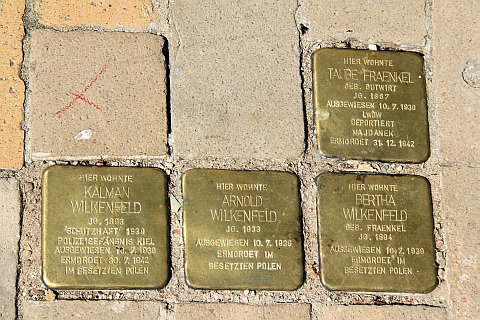 HIER WOHNTE
TAUBE FRAENKEL
GEB. GUTWIRT
JG. 1867
AUSGEWIESEN 10.7.1939
LWÓW
DEPORTIERT
MAJDANEK
ERMORDET 31.12.1942
HIER WOHNTE
KALMAN
WILKENFELD
JG. 1893
'SCHUTZHAFT' 1938
POLIZEIGEFÄNGNIS KIEL
AUSGEWIESEN 10.7.1939
ERMORDET 30.7.1942
IM BESETZTEN POLEN
HIER WOHNTE
ARNOLD
WILKENFELD
JG. 1933
AUSGEWIESEN 10.7.1939
ERMORDET IM
BESETZTEN POLEN
HIER WOHNTE
BERTHA
WILKENFELD
GEB. FRAENKEL
JG. 1894
AUSGEWIESEN 10.7.1939
ERMORDET IM
BESETZTEN POLEN